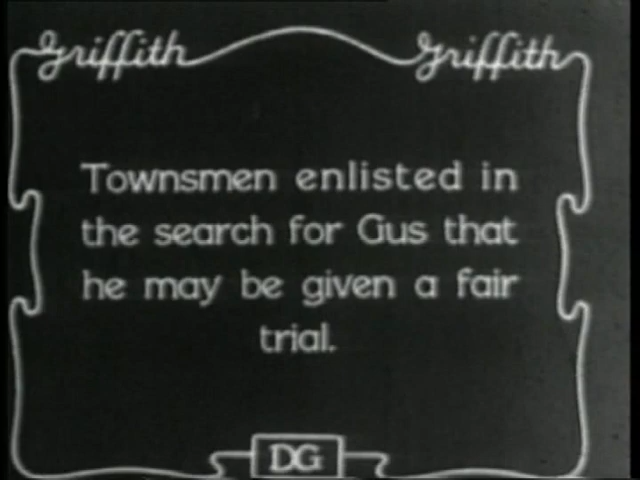 Griffith Griffith
Townsmen enlisted in
the search for Gus that
he may be given a fair
trial.
DG